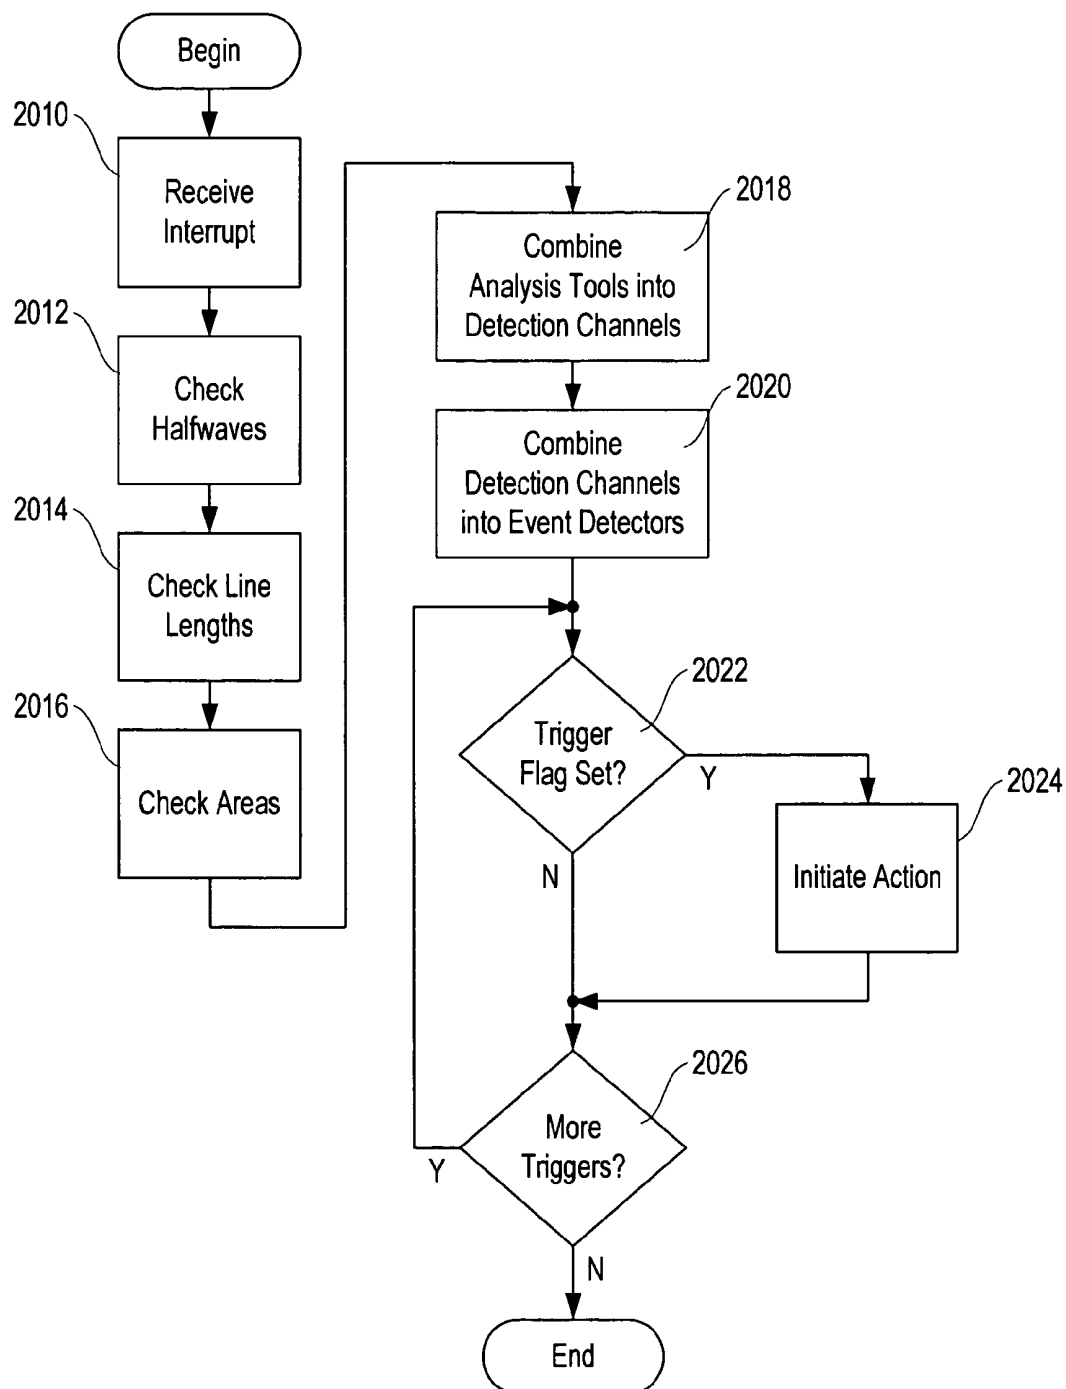 Begin
2010
Receive
Interrupt
2012
Check
Halfwaves
2014
Check Line
Lengths
2016
Check Areas
2018
Combine
Analysis Tools into
Detection Channels
2020
Combine
Detection Channels
into Event Detectors
2022
Trigger
Flag Set?
Y
N
2024
Initiate Action
2026
More
Triggers?
Y
N
End